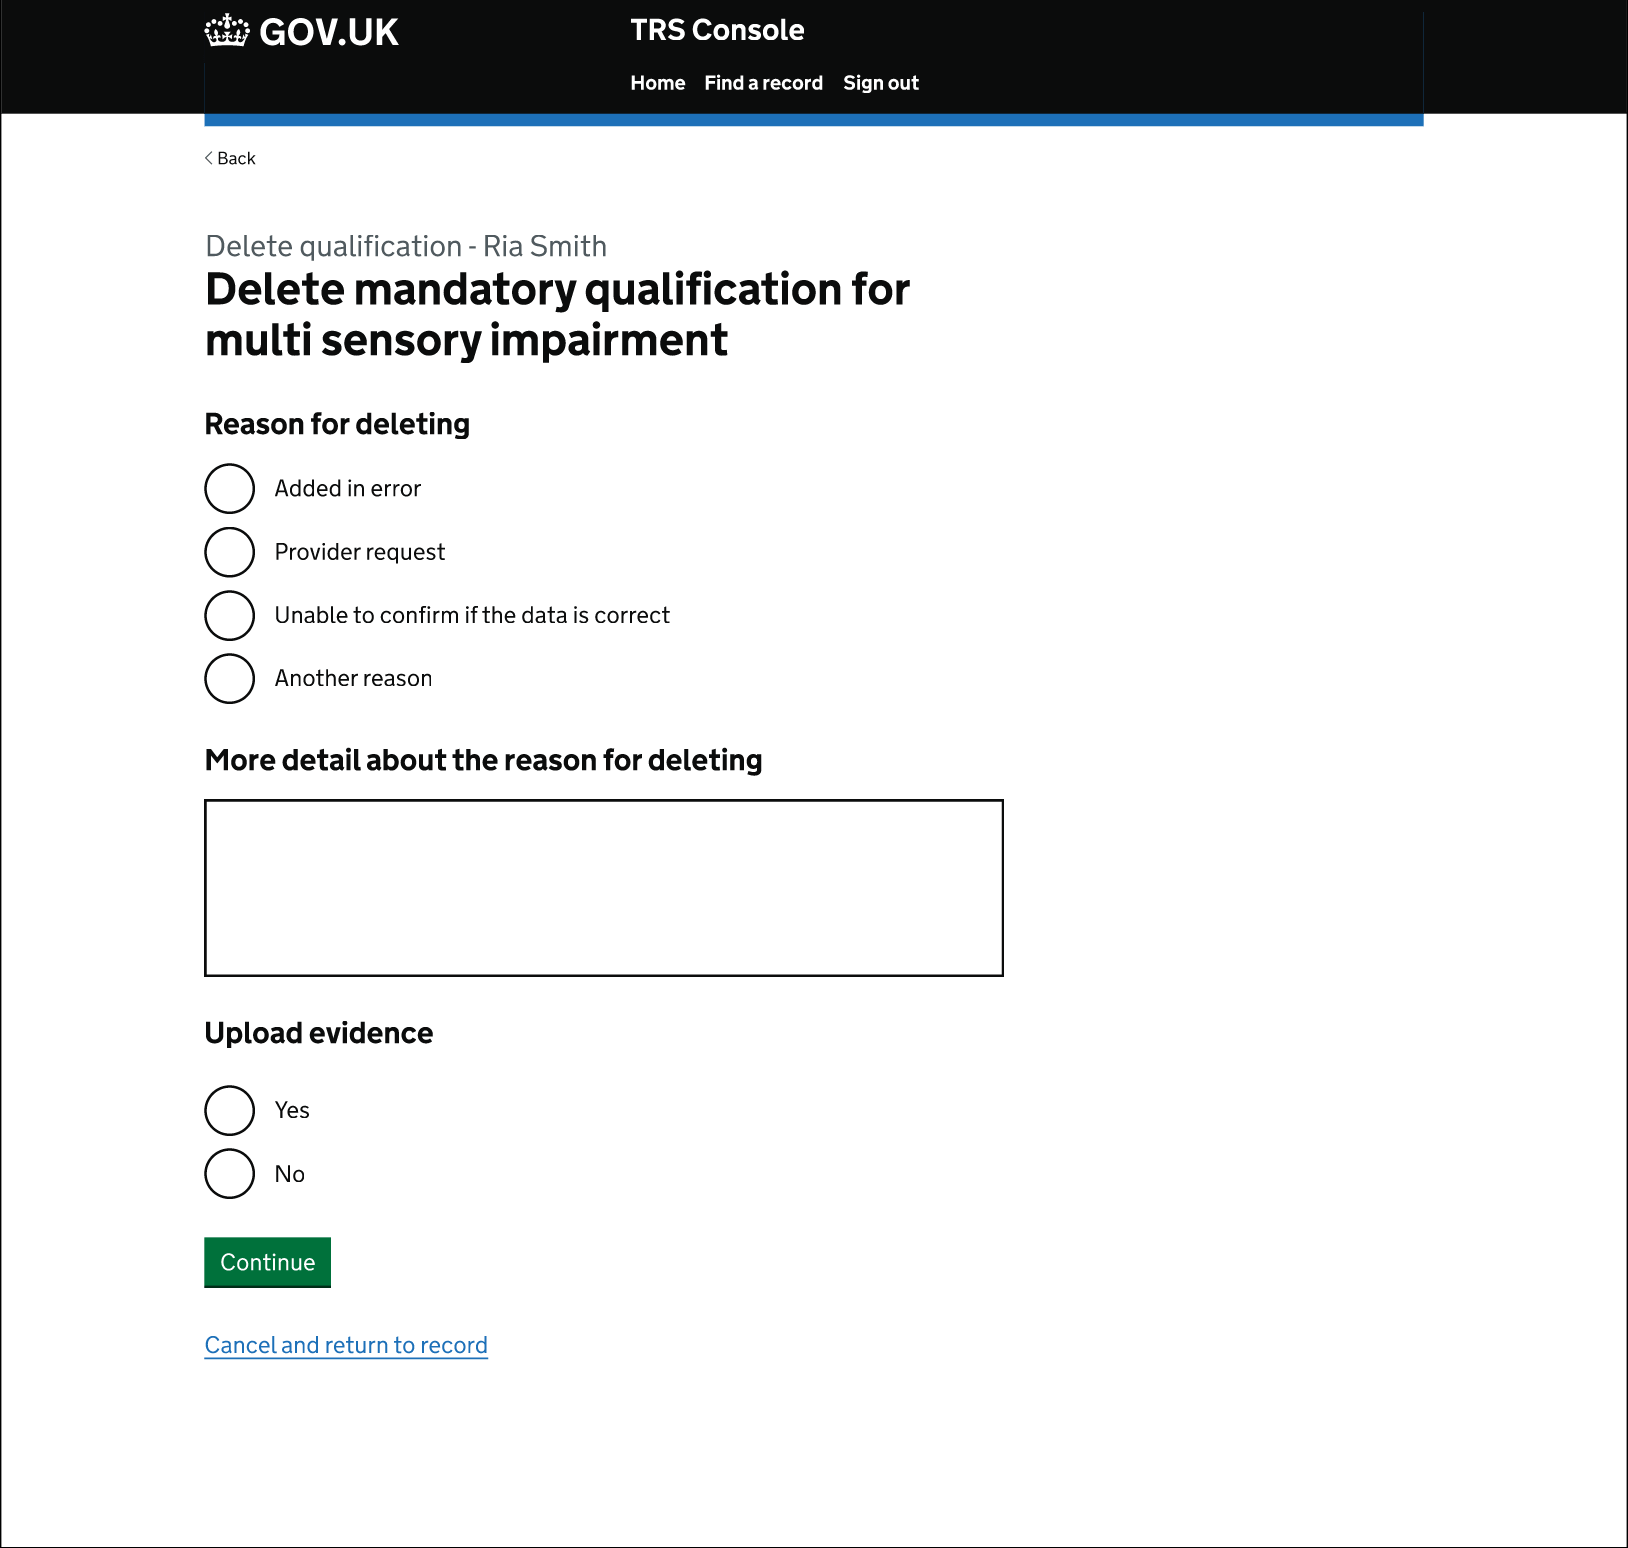 GOV.UK
TRS Console
Home Find a record Sign out
Back
Delete qualification - Ria Smith
Delete mandatory qualification for
multi sensory impairment
Reason for deleting
Added in error
Provider request
Unable to confirm if the data is correct
Another reason
More detail about the reason for deleting
Upload evidence
Yes
No
Continue
Cancel and return to record